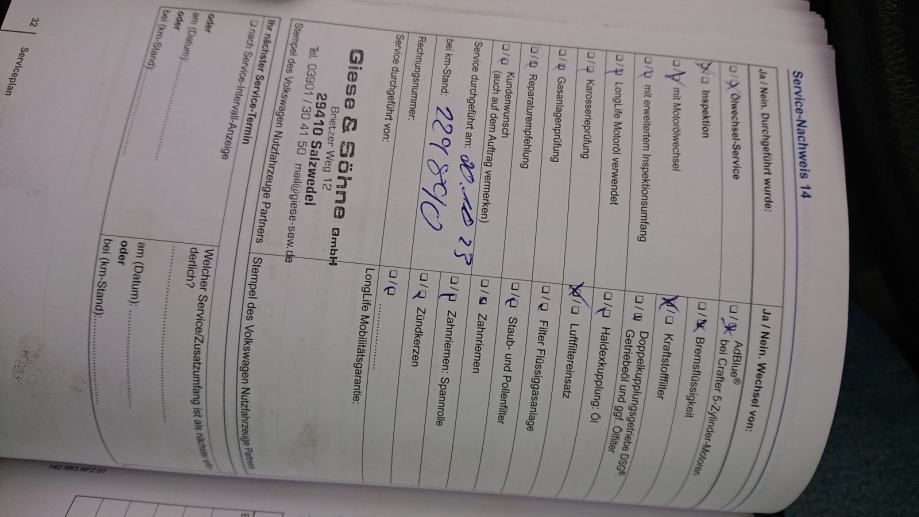 Service-Nachweis 14
Ja / Nein. Durchgeführt wurde:
Ölwechsel-Service
Inspektion
mit Motorölwechsel
mit erweitertem Inspektionsumfang
LongLife Motoröl verwendet
Karosserieprüfung
Gasanlagenprüfung
Reparaturempfehlung
Kundenwunsch
(auch auf dem Auftrag vermerken)
Service durchgeführt am:
bei km-Stand:
Rechnungsnummer:
Service durchgeführt von:
Giese & Söhne GmbH
Brietzer Weg 12
29410 Salzwedel
Tel. 03901 / 30 41 50 mail@giese-saw.de
Stempel des Volkswagen Nutzfahrzeuge Partners
Ihr nächster Service-Termin
nach Service-Intervall-Anzeige
oder
am (Datum):
oder
bei (km-Stand):
Ja / Nein. Wechsel von:
AdBlue®
bei Crafter 5-Zylinder-Motoren
Bremsflüssigkeit
Kraftstofffilter
Doppelkupplungsgetriebe DSG®
Getriebeöl und ggf. Ölfilter
Haldexkupplung: Öl
Luftfiltereinsatz
Filter Flüssiggasanlage
Staub- und Pollenfilter
Zahnriemen
Zahnriemen: Spannrolle
Zündkerzen
LongLife Mobilitätsgarantie:
Stempel des Volkswagen Nutzfahrzeuge
Welcher Service/Zusatzumfang ist als
derlich?
am (Datum):
oder
bei (km-Stand):
32
Serviceplan